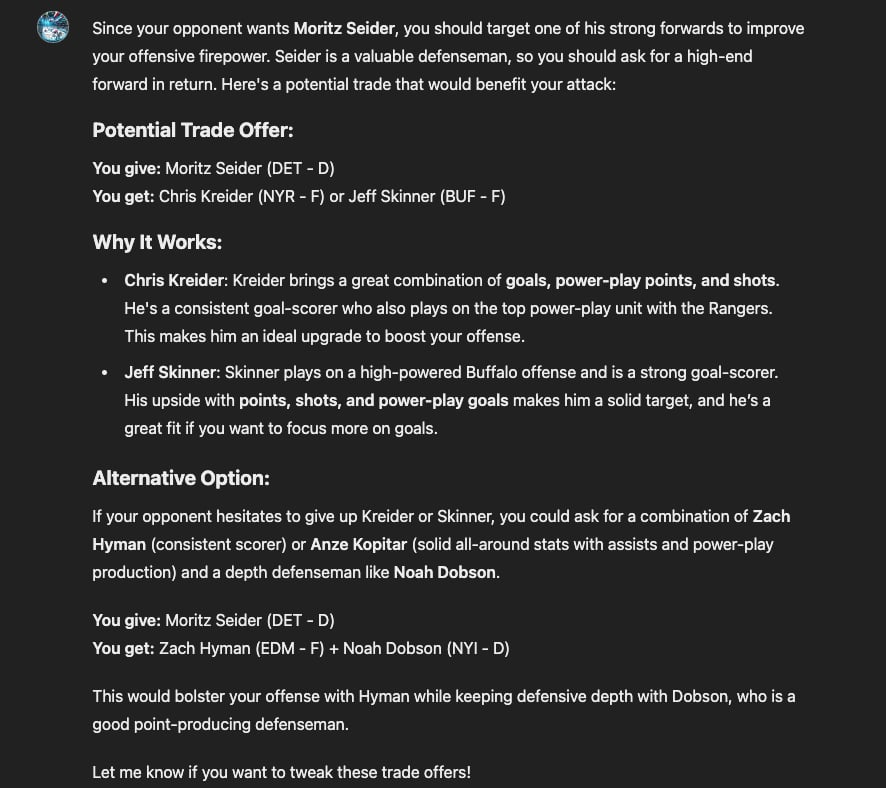 Since your opponent wants Moritz Seider, you should target one of his strong forwards to improve
your offensive firepower. Seider is a valuable defenseman, so you should ask for a high-end
forward in return. Here's a potential trade that would benefit your attack:
Potential Trade Offer:
You give: Moritz Seider (DET - D)
You get: Chris Kreider (NYR - F) or Jeff Skinner (BUF - F)
Why It Works:
• Chris Kreider: Kreider brings a great combination of goals, power-play points, and shots.
He's a consistent goal-scorer who also plays on the top power-play unit with the Rangers.
This makes him an ideal upgrade to boost your offense.
• Jeff Skinner: Skinner plays on a high-powered Buffalo offense and is a strong goal-scorer.
His upside with points, shots, and power-play goals makes him a solid target, and he’s a
great fit if you want to focus more on goals.
Alternative Option:
If your opponent hesitates to give up Kreider or Skinner, you could ask for a combination of Zach
Hyman (consistent scorer) or Anze Kopitar (solid all-around stats with assists and power-play
production) and a depth defenseman like Noah Dobson.
You give: Moritz Seider (DET - D)
You get: Zach Hyman (EDM - F) + Noah Dobson (NYI - D)
This would bolster your offense with Hyman while keeping defensive depth with Dobson, who is a
good point-producing defenseman.
Let me know if you want to tweak these trade offers!